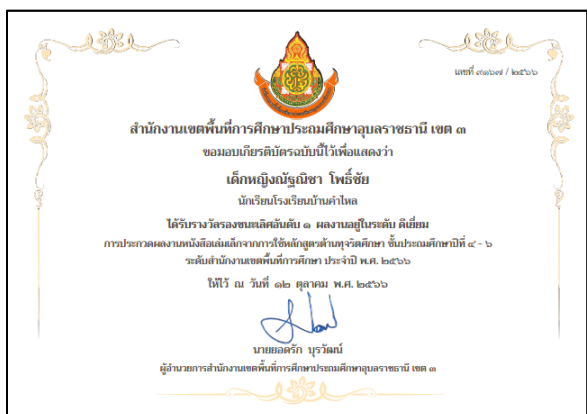 เลขที่ ๙๑๖๗ / ๒๕๖๖
สำนักงานเขตพื้นที่การศึกษาประถมศึกษาอุบลราชธานี เขต ๓
ขอมอบเกียรติบัตรฉบับนี้ไว้เพื่อแสดงว่า
เด็กหญิงณัฐณิชา โพธิ์ชัย
นักเรียนโรงเรียนบ้านคำไหล
ได้รับรางวัลรองชนะเลิศอันดับ ๑ ผลงานอยู่ในระดับ ดีเยี่ยม
การประกวดผลงานหนังสือเล่มเล็กจากการใช้หลักสูตรต้านทุจริตศึกษา ชั้นประถมศึกษาปีที่ ๔ - ๖
ระดับสำนักงานเขตพื้นที่การศึกษา ประจำปี พ.ศ. ๒๕๖๖
ให้ไว้ ณ วันที่ ๑๒ ตุลาคม พ.ศ. ๒๕๖๖
นายยอดรัก บุรวัฒน์
ผู้อำนวยการสำนักงานเขตพื้นที่การศึกษาประถมศึกษาอุบลราชธานี เขต ๓